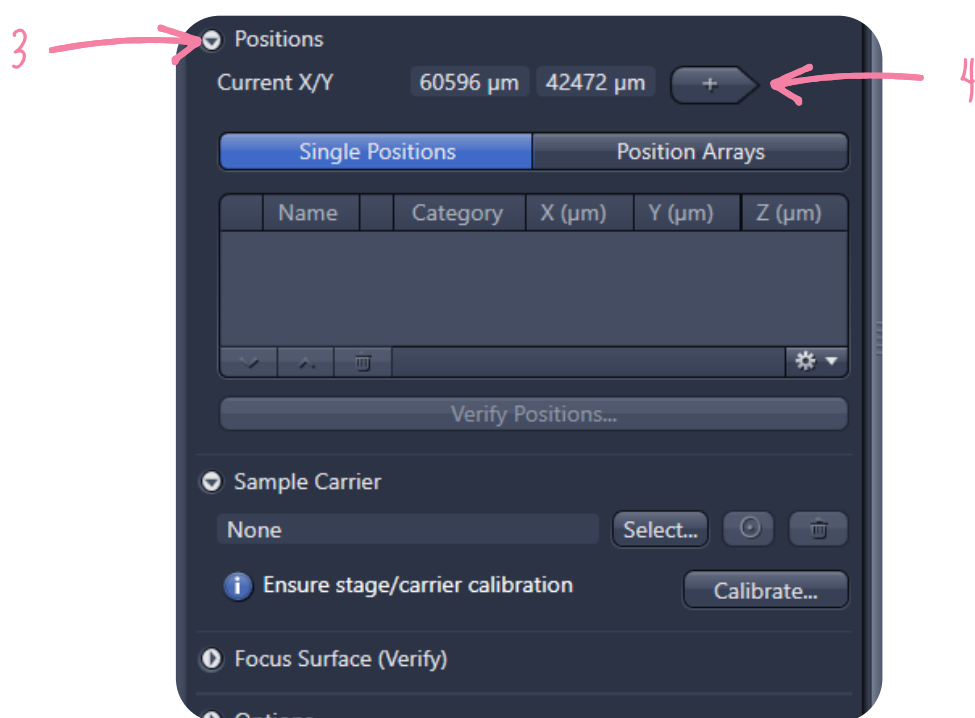 3
Positions
Current X/Y 60596 µm 42472 µm +
4
Single Positions Position Arrays
Name Category X (µm) Y (µm) Z (µm)
Verify Positions...
Sample Carrier
None Select...
i Ensure stage/carrier calibration Calibrate...
Focus Surface (Verify)
Options